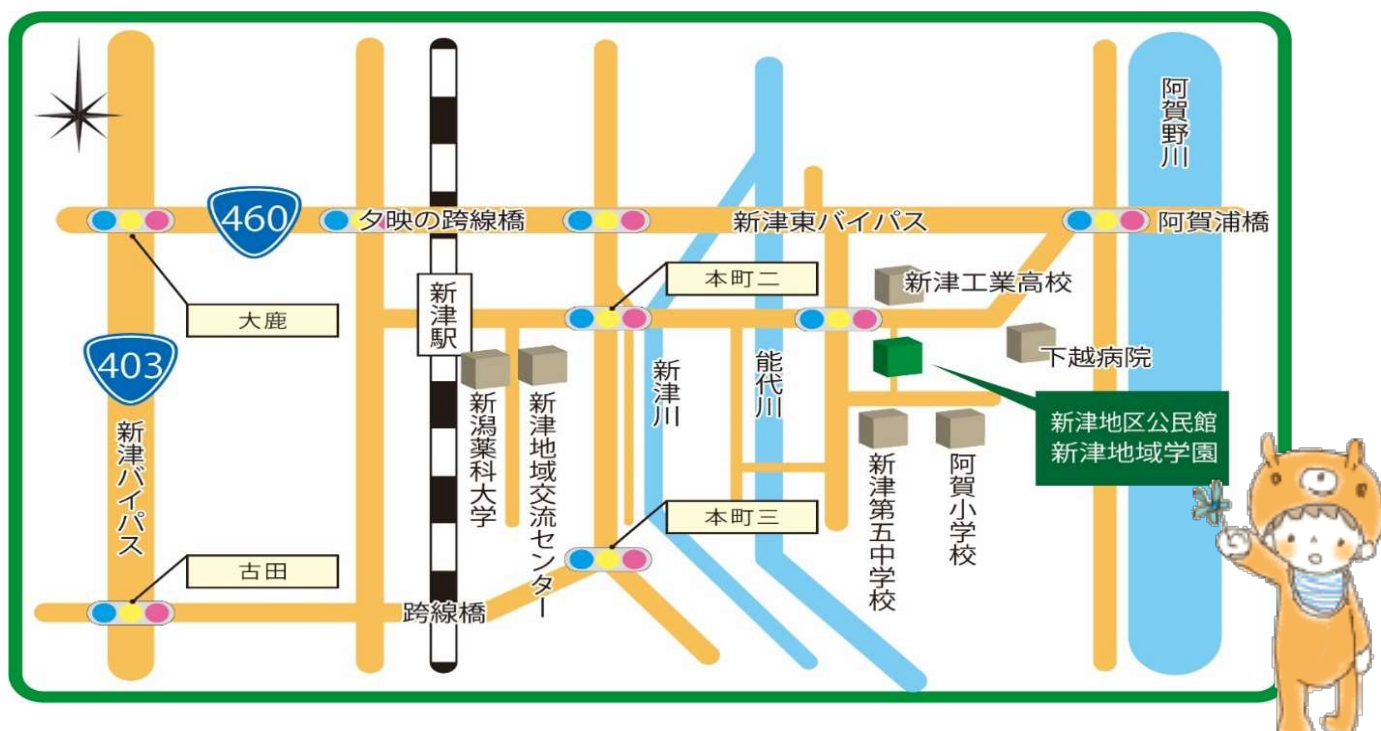 阿賀野川
460
夕映の跨線橋
新津東バイパス
阿賀浦橋
大鹿
新津駅
本町二
新津工業高校
403
下越病院
新津バイパス
新潟薬科大学
新津地域交流センター
新津川
能代川
新津第五中学校
阿賀小学校
新津地区公民館
新津地域学園
本町三
古田
跨線橋